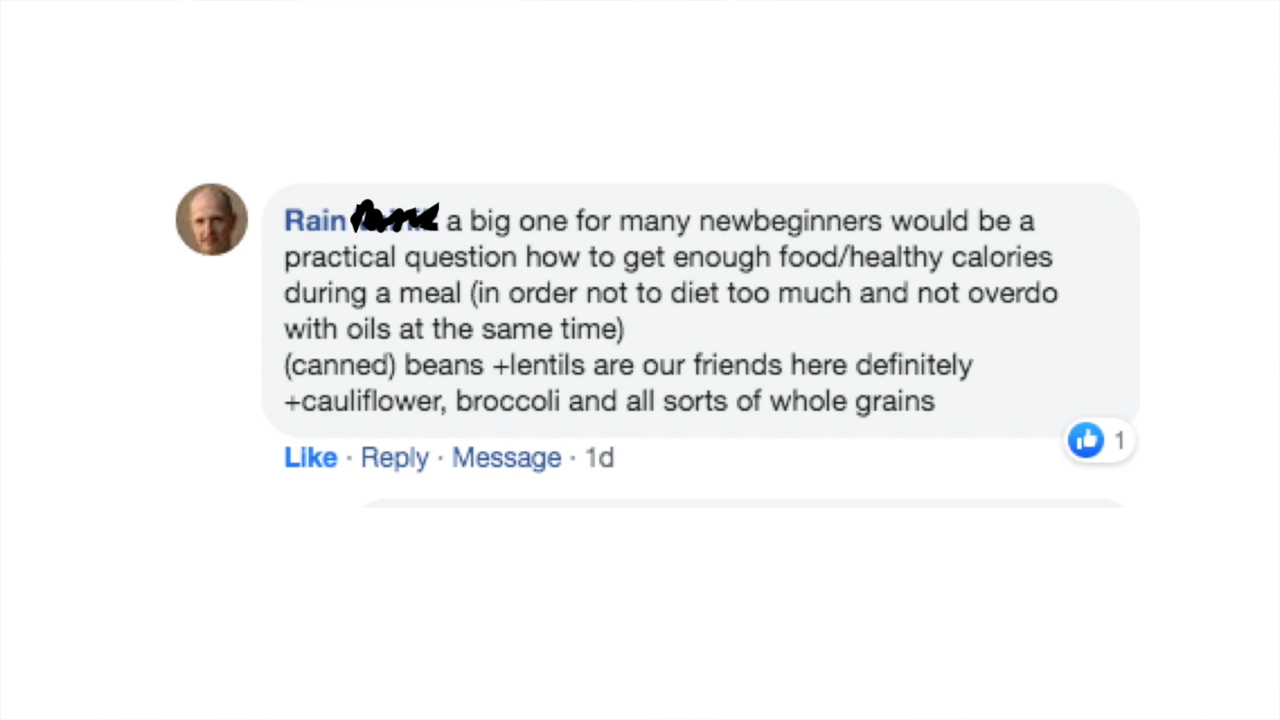 Rain a big one for many newbeginners would be a
practical question how to get enough food/healthy calories
during a meal (in order not to diet too much and not overdo
with oils at the same time)
(canned) beans +lentils are our friends here definitely
+cauliflower, broccoli and all sorts of whole grains
1
Like · Reply · Message · 1d